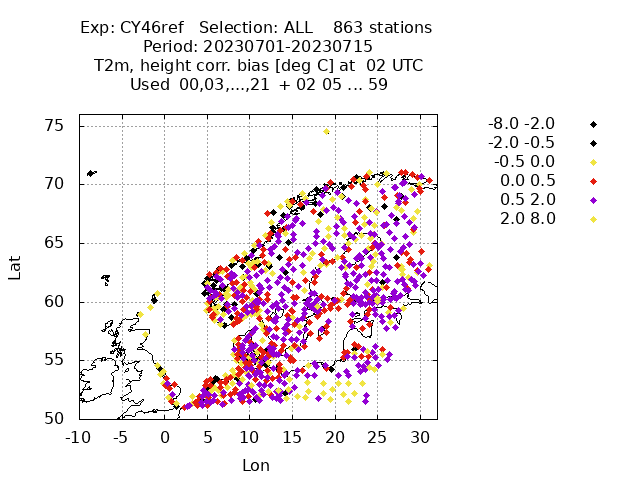 Exp: CY46ref   Selection: ALL    863 stations
Period: 20230701-20230715
T2m, height corr. bias [deg C] at  02 UTC
Used  00,03,...,21  + 02 05 ... 59
-8.0 -2.0
-2.0 -0.5
-0.5 0.0
0.0 0.5
0.5 2.0
2.0 8.0
75
70
65
60
55
50
Lat
-10 -5 0 5 10 15 20 25 30
Lon